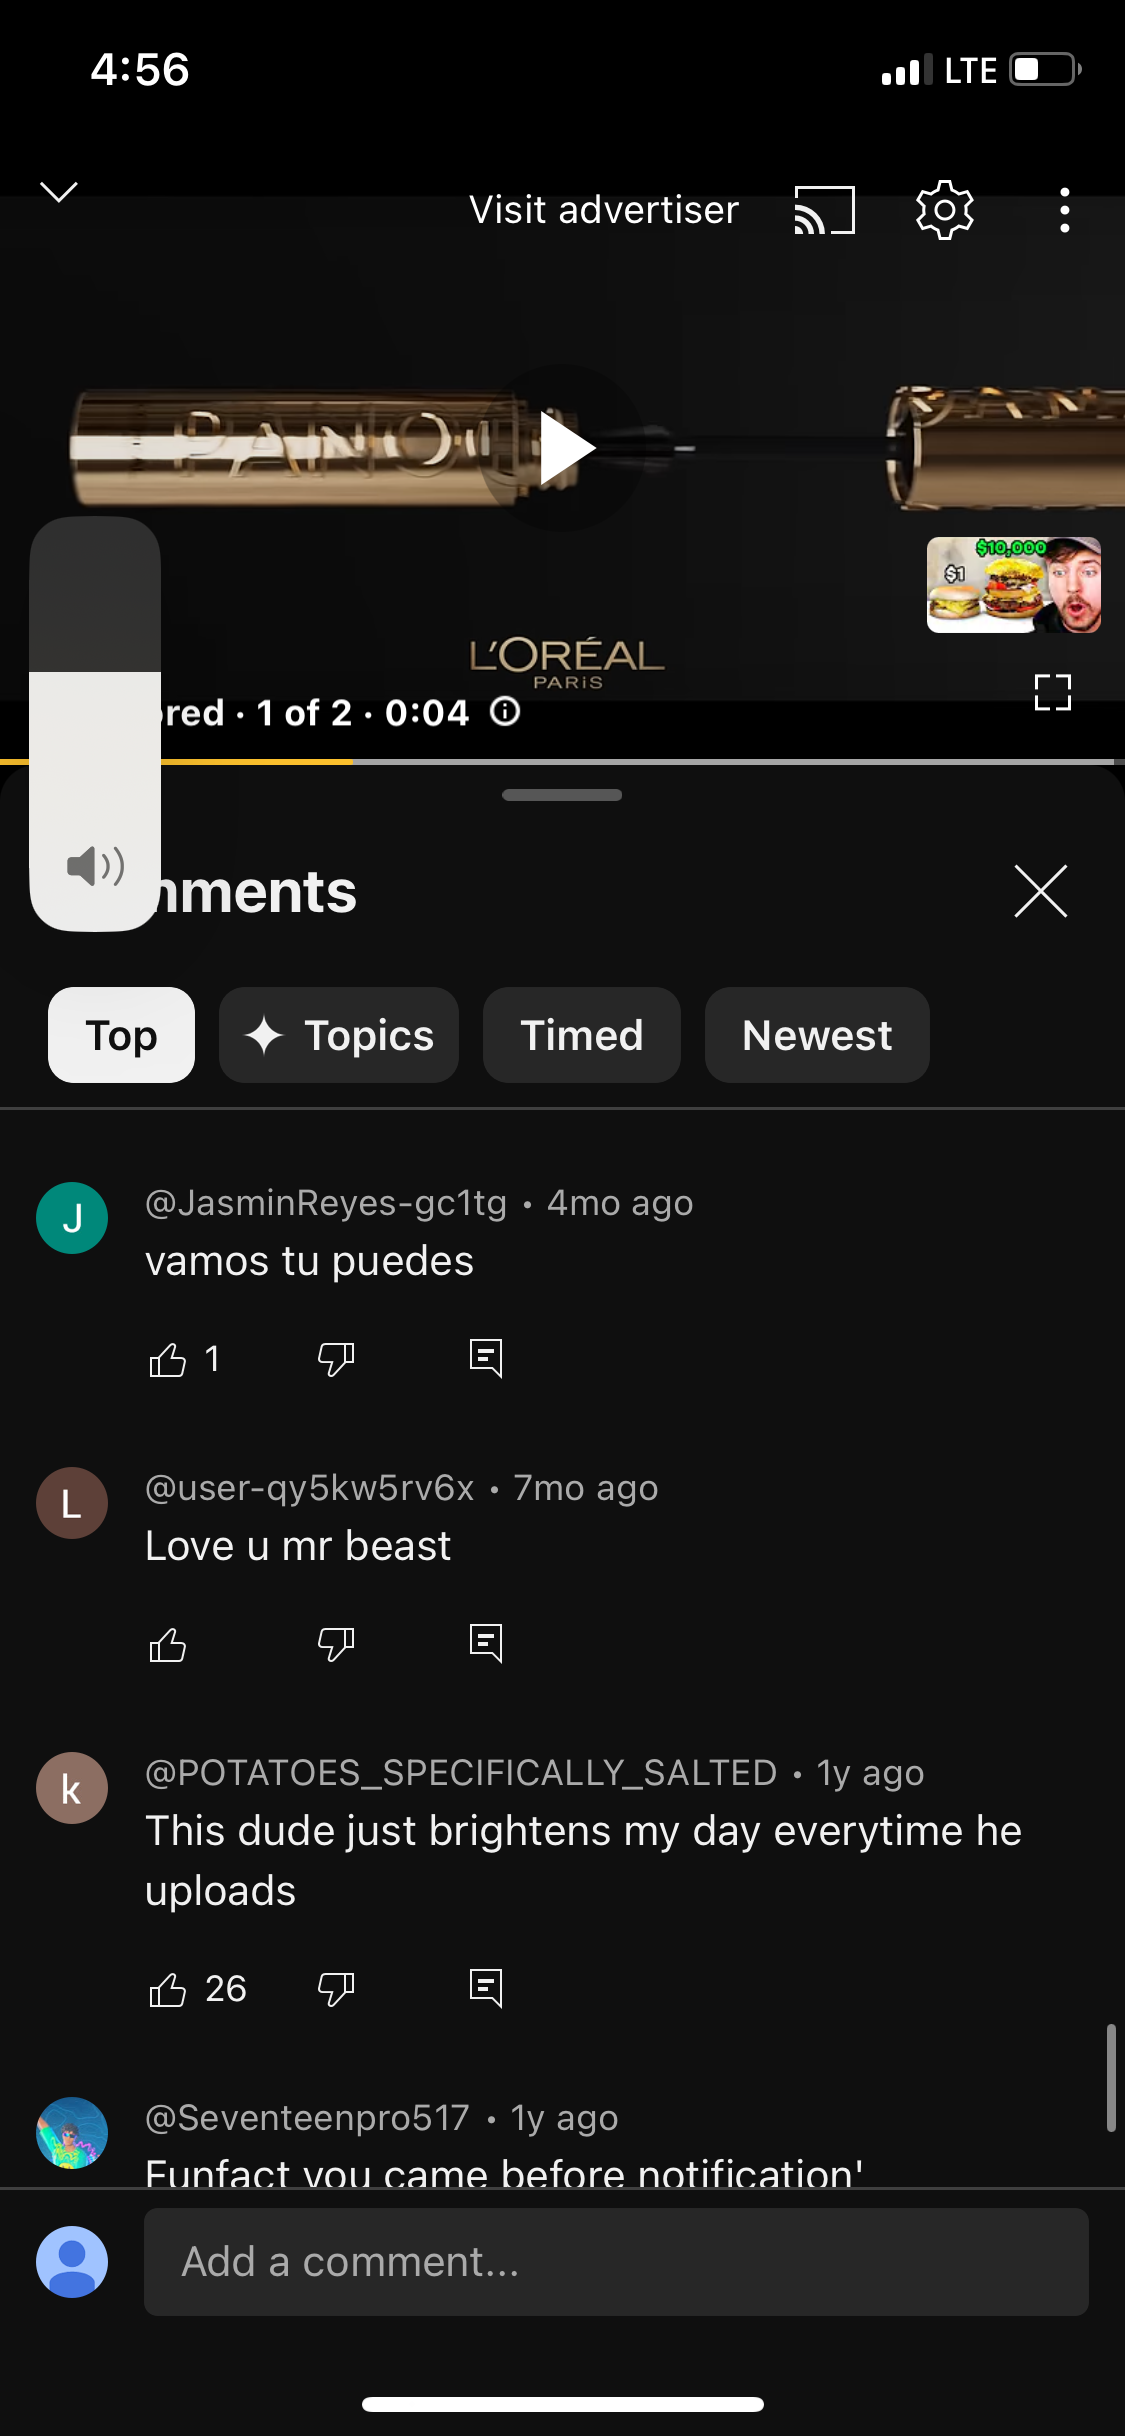 4:56
LTE
Visit advertiser
PANO
$10,000
$1
L'ORÉAL
PARiS
ored · 1 of 2 · 0:04
mments
Top
Topics
Timed
Newest
J
@JasminReyes-gc1tg · 4mo ago
vamos tu puedes
1
L
@user-qy5kw5rv6x · 7mo ago
Love u mr beast
k
@POTATOES_SPECIFICALLY_SALTED · 1y ago
This dude just brightens my day everytime he
uploads
26
@Seventeenpro517 · 1y ago
Funfact you came before notification'
Add a comment...